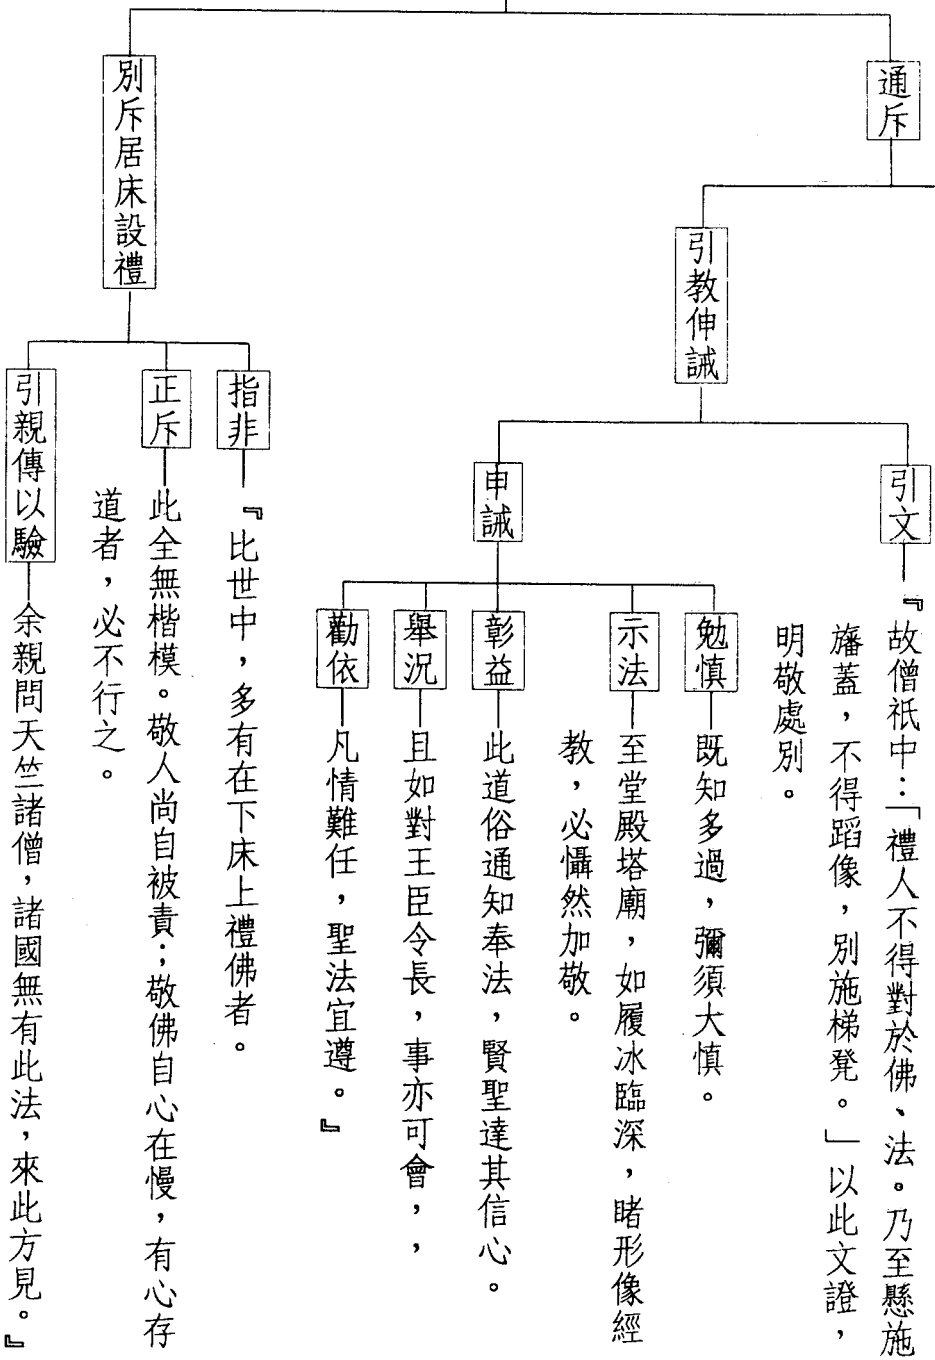 通斥
引教伸誡
引文
『故僧祇中：「禮人不得對於佛、法。乃至懸施
旛蓋，不得蹈像，別施梯凳。」以此文證，
明敬處別。
申誡
勉慎
既知多過，彌須大慎。
示法
至堂殿塔廟，如履冰臨深，睹形像經
教，必懾然加敬。
彰益
此道俗通知奉法，賢聖達其信心。
舉況
且如對王臣令長，事亦可會，，
勸依
凡情難任，聖法宜遵。』
別斥居床設禮
指非
『比世中，多有在下床上禮佛者。
正斥
此全無楷模。敬人尚自被責；敬佛自心在慢，有心存
道者，必不行之。
引親傳以驗
余親問天竺諸僧，諸國無有此法，來此方見。』